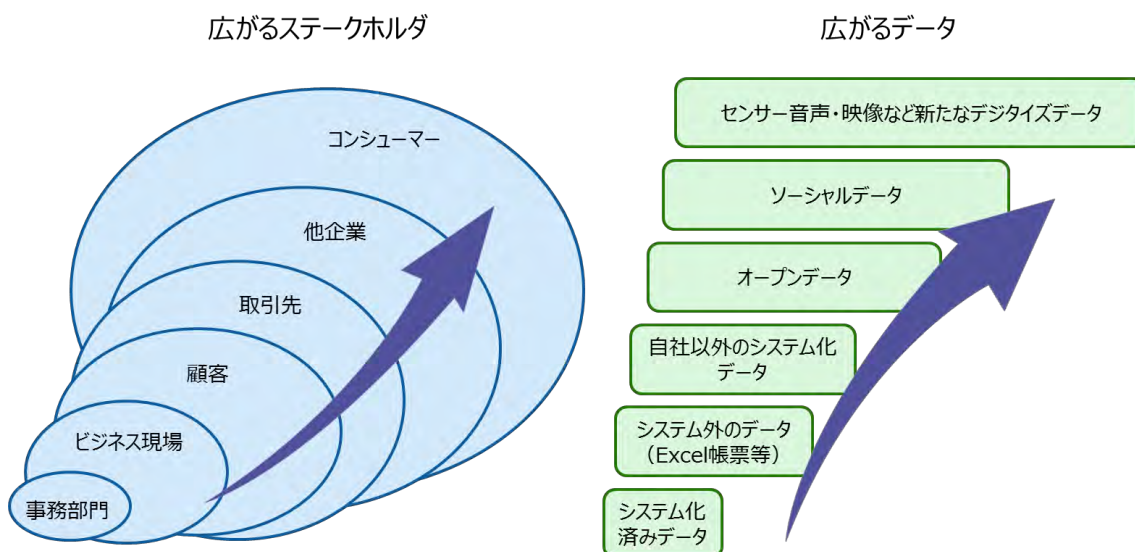 広がるステークホルダ
コンシューマー
他企業
取引先
顧客
ビジネス現場
事務部門
広がるデータ
センサー音声・映像など新たなデジタイズデータ
ソーシャルデータ
オープンデータ
自社以外のシステム化
データ
システム外のデータ
（Excel帳票等）
システム化
済みデータ